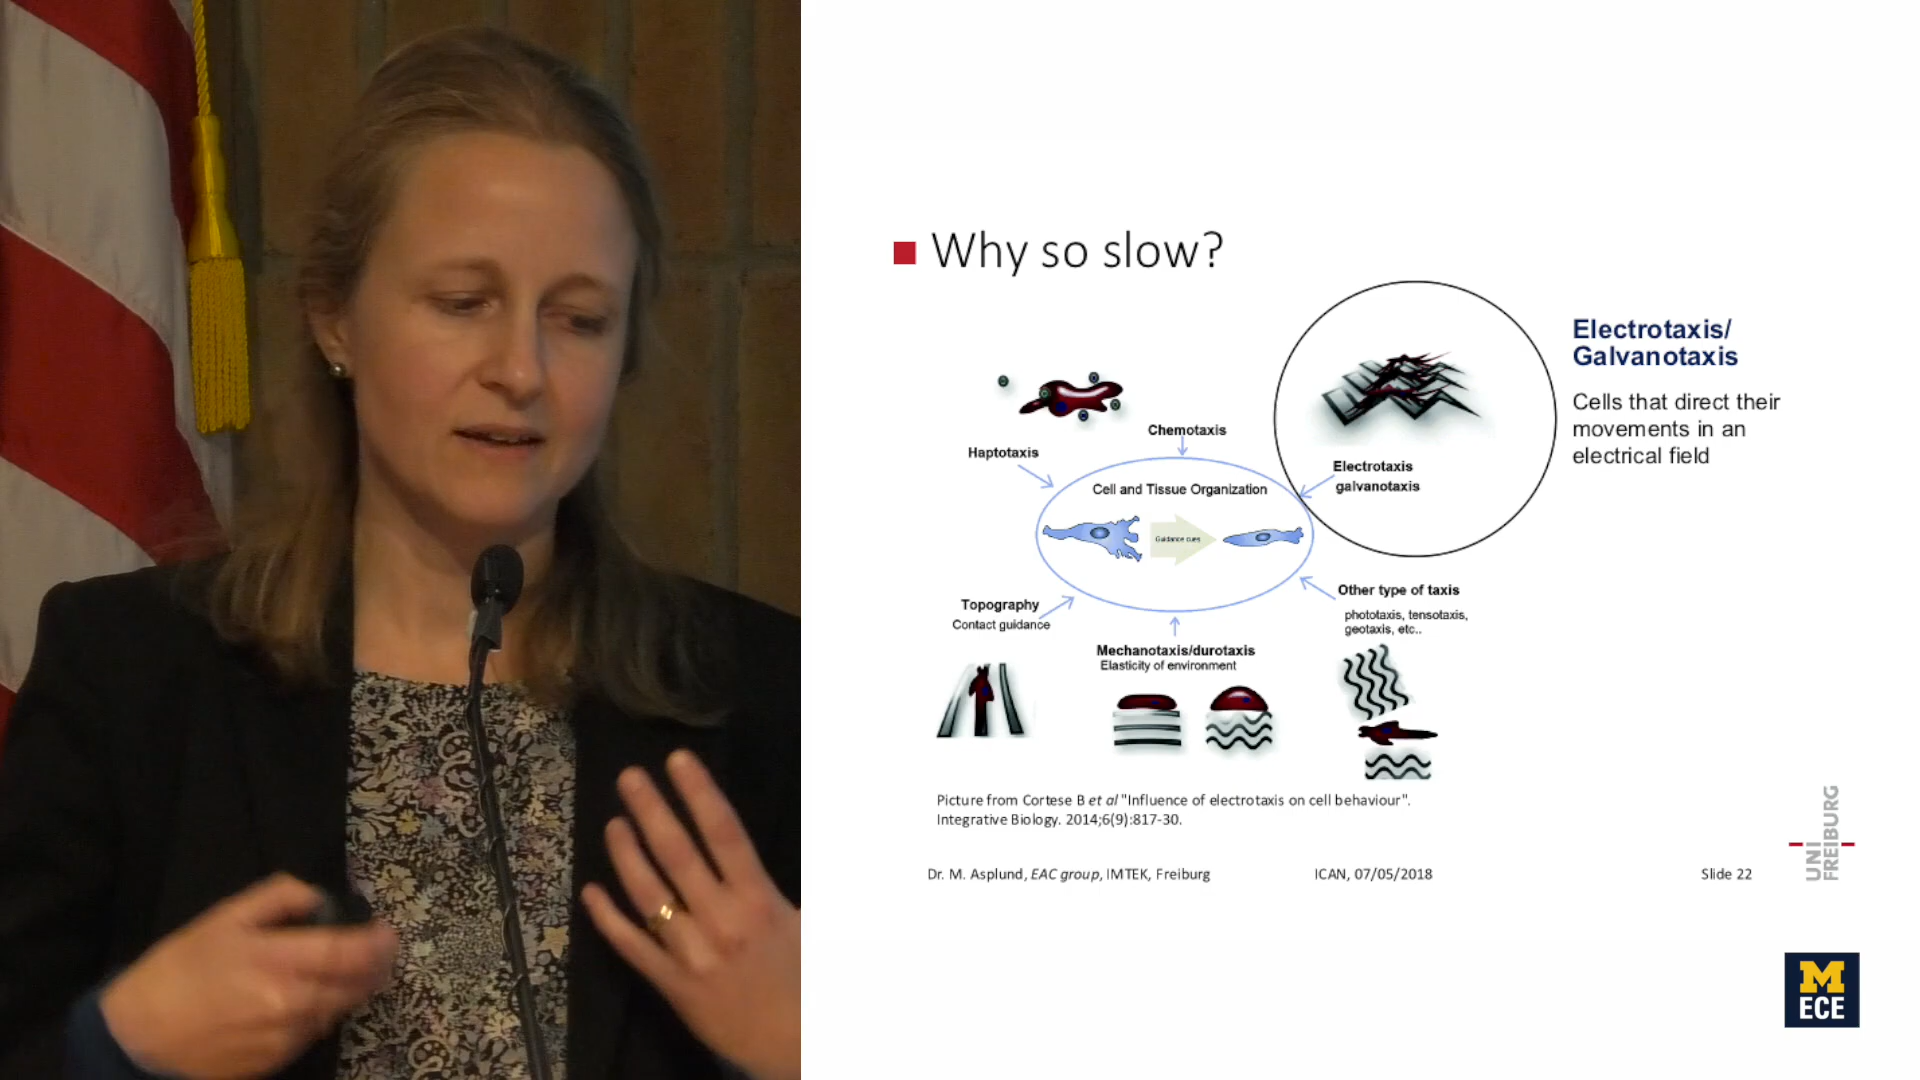 Why so slow?
Electrotaxis/
Galvanotaxis
Cells that direct their
movements in an
electrical field
Chemotaxis
Haptotaxis
Electrotaxis
galvanotaxis
Cell and Tissue Organization
Guidance cues
Topography
Contact guidance
Other type of taxis
phototaxis, tensotaxis,
geotaxis, etc..
Mechanotaxis/durotaxis
Elasticity of environment
Picture from Cortese B et al "Influence of electrotaxis on cell behaviour".
Integrative Biology. 2014;6(9):817-30.
Dr. M. Asplund, EAC group, IMTEK, Freiburg
ICAN, 07/05/2018
Slide 22
UNI
FREIBURG
M
ECE